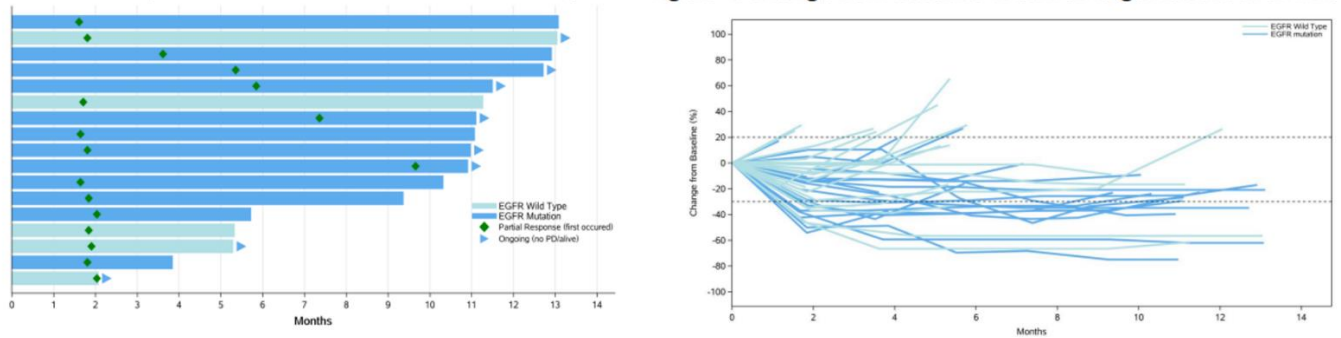 EGFR Wild Type
EGFR Mutation
Partial Response (first occured)
Ongoing (no PD/alive)
0 1 2 3 4 5 6 7 8 9 10 11 12 13 14
Months
EGFR Wild Type
EGFR mutation
Change from Baseline (%)
100
80
60
40
20
0
-20
-40
-60
-80
-100
0 2 4 6 8 10 12 14
Months